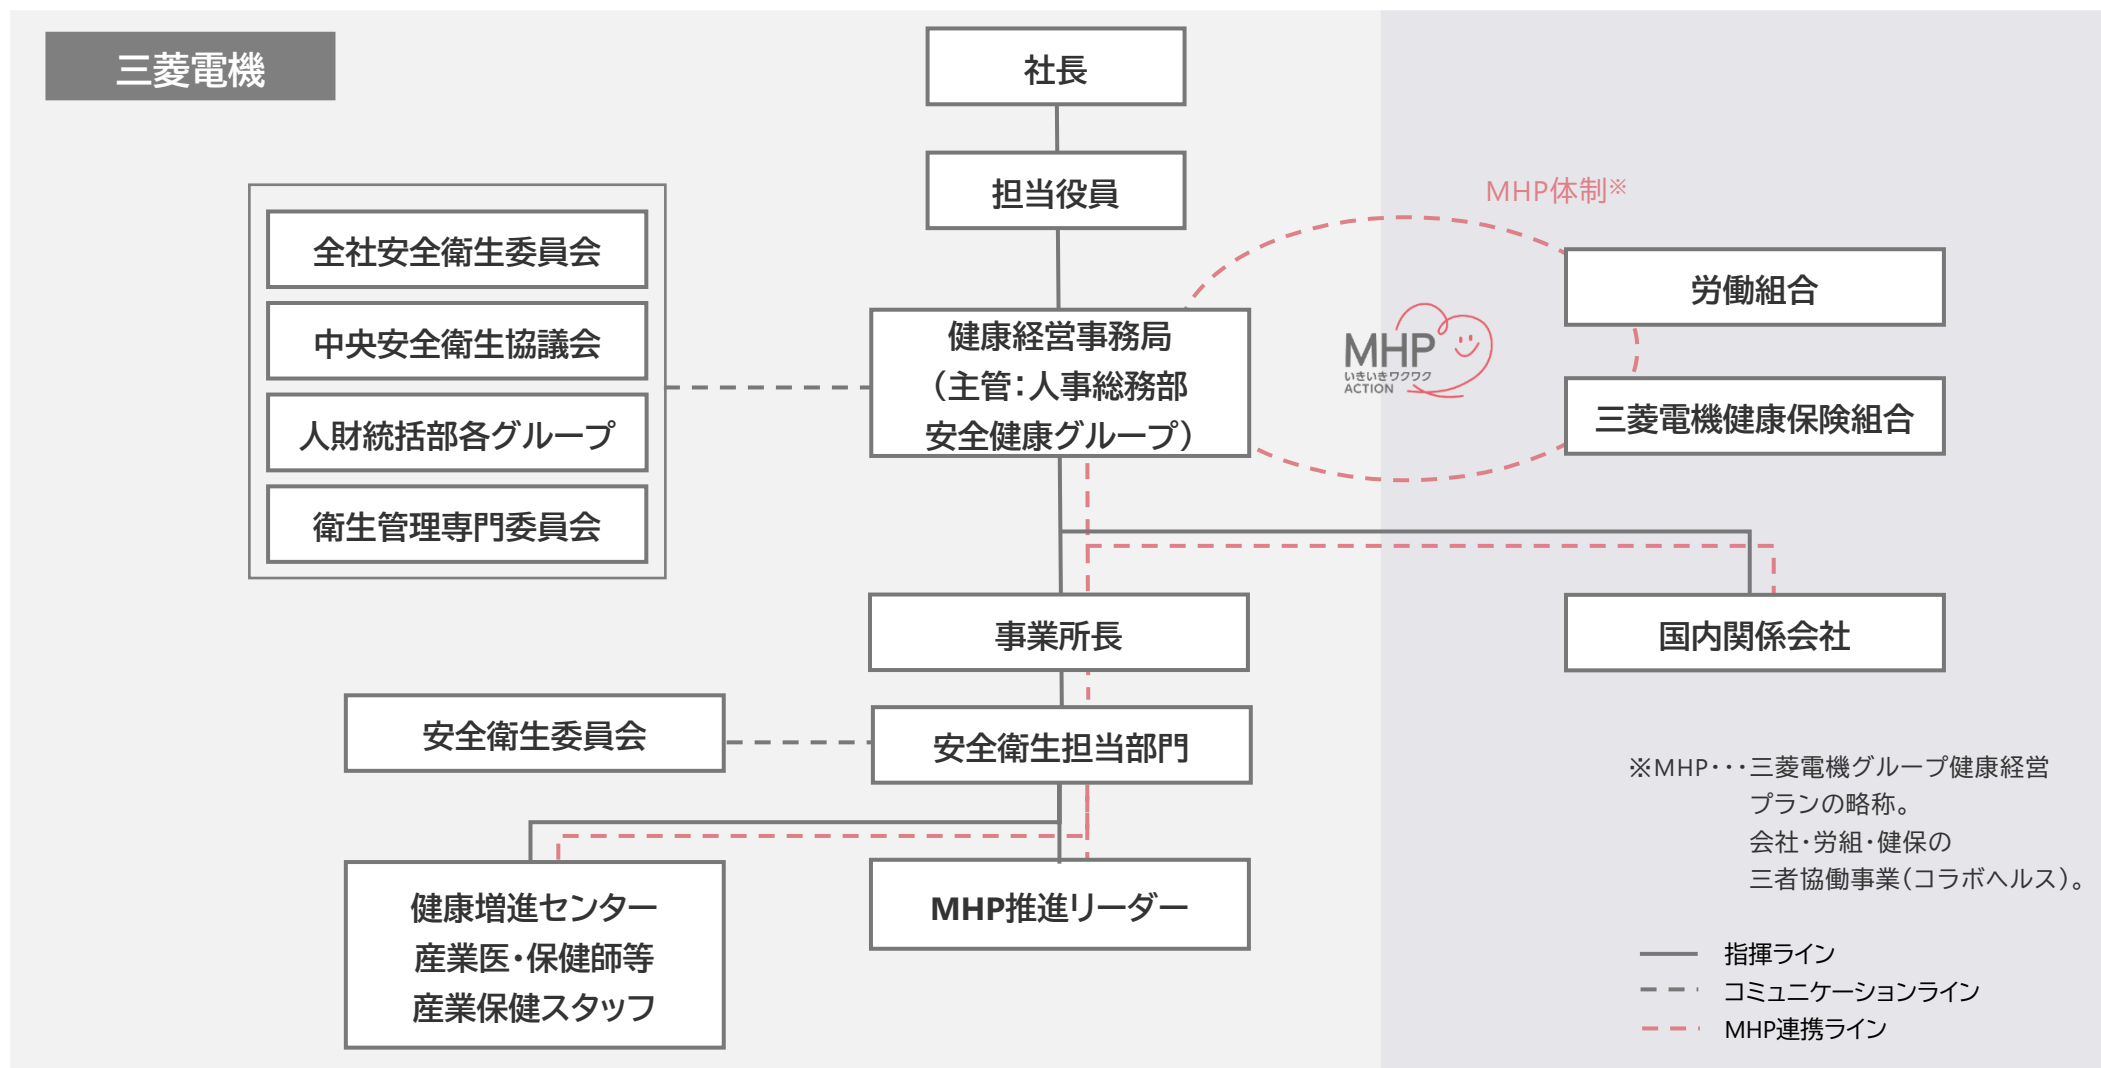 三菱電機
社長
担当役員
MHP体制※
全社安全衛生委員会
中央安全衛生協議会
人財統括部各グループ
衛生管理専門委員会
健康経営事務局
（主管：人事総務部
安全健康グループ）
MHP
いきいきワクワク
ACTION
労働組合
三菱電機健康保険組合
事業所長
国内関係会社
安全衛生委員会
安全衛生担当部門
健康増進センター
産業医・保健師等
産業保健スタッフ
MHP推進リーダー
※MHP･･･三菱電機グループ健康経営
プランの略称。
会社・労組・健保の
三者協働事業（コラボヘルス）。
指揮ライン
コミュニケーションライン
MHP連携ライン